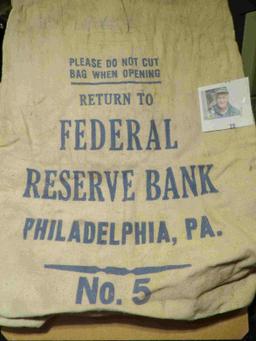 PLEASE DO NOT CUT
BAG WHEN OPENING
RETURN TO
FEDERAL
RESERVE BANK
PHILADELPHIA, PA.
No. 5